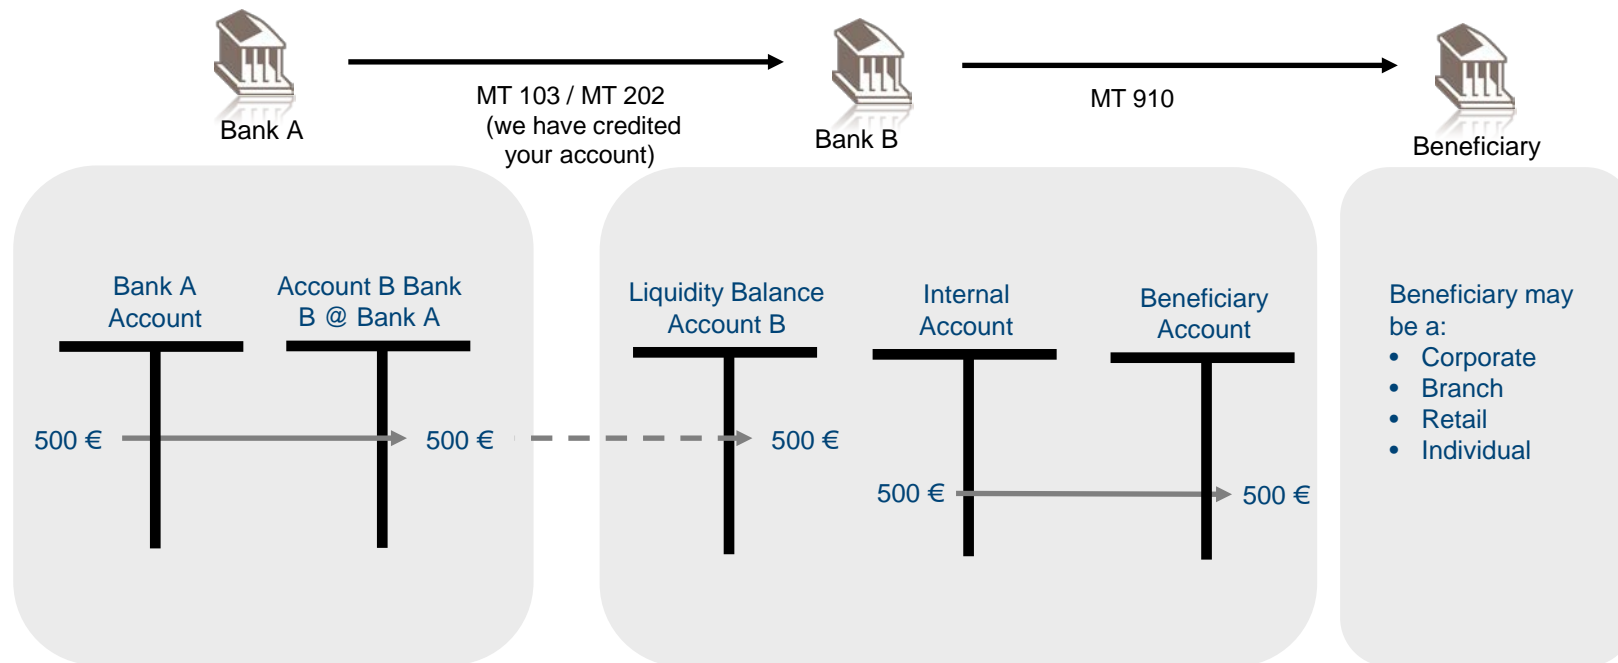 Bank A
MT 103 / MT 202
(we have credited
your account)
Bank B
MT 910
Beneficiary
Bank A
Account
Account B Bank
B @ Bank A
500 €
500 €
Liquidity Balance
Account B
500 €
Internal
Account
500 €
Beneficiary
Account
500 €
Beneficiary may
be a:
• Corporate
• Branch
• Retail
• Individual